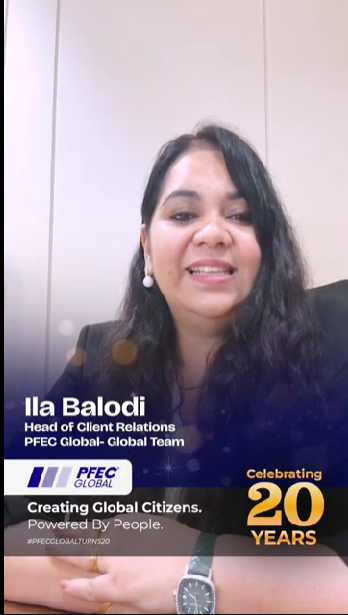 Ila Balodi
Head of Client Relations
PFEC Global- Global Team
PFEC
GLOBAL
Creating Global Citizens.
Powered By People.
#PFECGLOBALTURNS20
Celebrating
20
YEARS